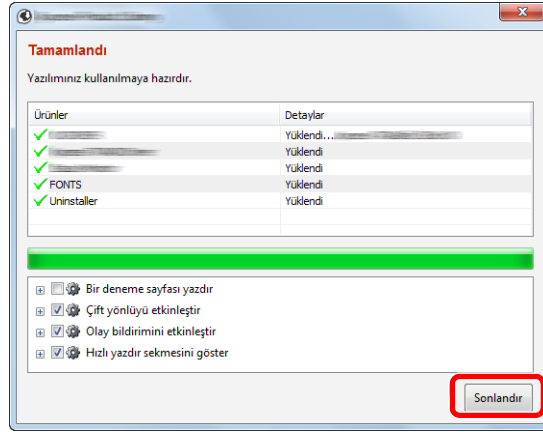 Tamamlandı
Yazılımınız kullanılmaya hazırdır.
Ürünler Detaylar
Yüklendi...
Yüklendi
Yüklendi
FONTS Yüklendi
Uninstaller Yüklendi
Bir deneme sayfası yazdır
Çift yönlüyü etkinleştir
Olay bildirimini etkinleştir
Hızlı yazdır sekmesini göster
Sonlandır